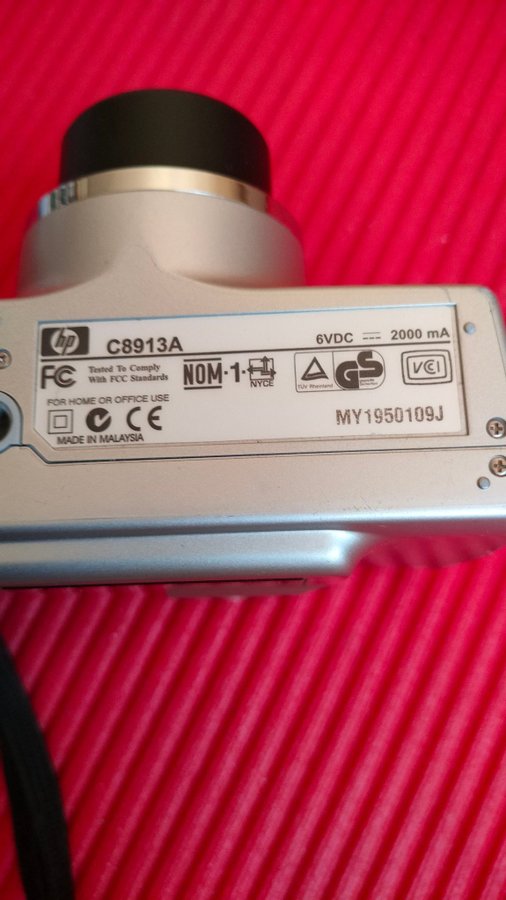 hp C8913A 6VDC 2000 mA
FC Tested To Comply
With FCC Standards
NOM-1- NYCE
TÜV Rheinland
GS
VCI
FOR HOME OR OFFICE USE
CE
MY1950109J
MADE IN MALAYSIA